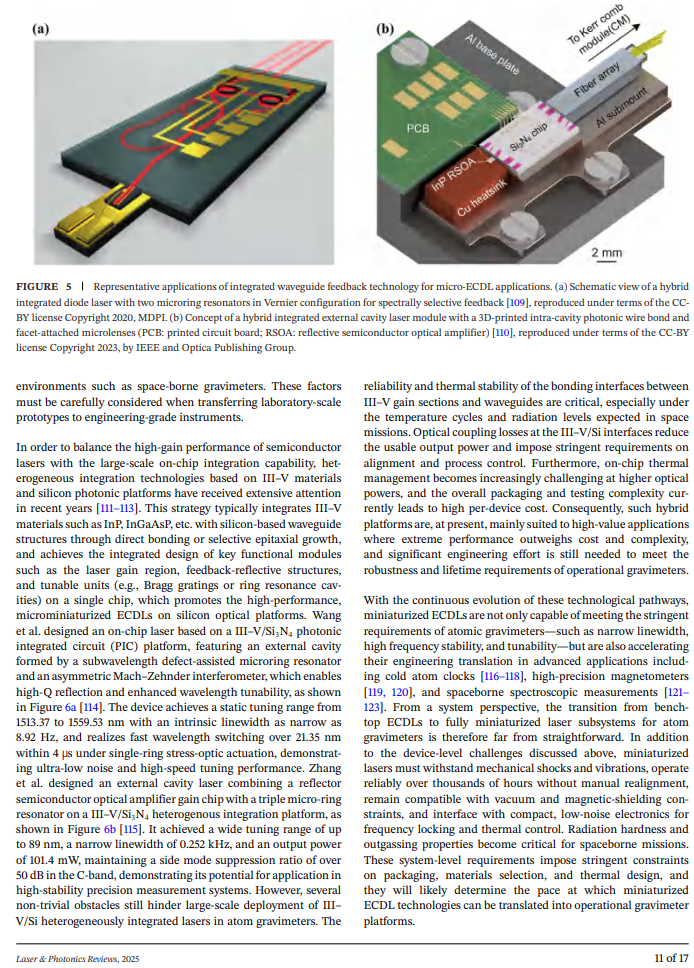 (a)
(b)
To Kerr comb
module(CM)
Al base plate
Fiber array
PCB
Si₃N₄ chip
Al submount
InP RSOA
Cu heatsink
2 mm
FIGURE 5 | Representative applications of integrated waveguide feedback technology for micro-ECDL applications. (a) Schematic view of a hybrid
integrated diode laser with two microring resonators in Vernier configuration for spectrally selective feedback [109], reproduced under terms of the CC-
BY license Copyright 2020, MDPI. (b) Concept of a hybrid integrated external cavity laser module with a 3D-printed intra-cavity photonic wire bond and
facet-attached microlenses (PCB: printed circuit board; RSOA: reflective semiconductor optical amplifier) [110], reproduced under terms of the CC-BY
license Copyright 2023, by IEEE and Optica Publishing Group.
environments such as space-borne gravimeters. These factors
must be carefully considered when transferring laboratory-scale
prototypes to engineering-grade instruments.
In order to balance the high-gain performance of semiconductor
lasers with the large-scale on-chip integration capability, het-
erogeneous integration technologies based on III–V materials
and silicon photonic platforms have received extensive attention
in recent years [111–113]. This strategy typically integrates III–V
materials such as InP, InGaAsP, etc. with silicon-based waveguide
structures through direct bonding or selective epitaxial growth,
and achieves the integrated design of key functional modules
such as the laser gain region, feedback-reflective structures,
and tunable units (e.g., Bragg gratings or ring resonance cav-
ities) on a single chip, which promotes the high-performance,
microminiaturized ECDLs on silicon optical platforms. Wang
et al. designed an on-chip laser based on a III–V/Si₃N₄ photonic
integrated circuit (PIC) platform, featuring an external cavity
formed by a subwavelength defect-assisted microring resonator
and an asymmetric Mach–Zehnder interferometer, which enables
high-Q reflection and enhanced wavelength tunability, as shown
in Figure 6a [114]. The device achieves a static tuning range from
1513.37 to 1559.53 nm with an intrinsic linewidth as narrow as
8.92 Hz, and realizes fast wavelength switching over 21.35 nm
within 4 μs under single-ring stress-optic actuation, demonstrat-
ing ultra-low noise and high-speed tuning performance. Zhang
et al. designed an external cavity laser combining a reflector
semiconductor optical amplifier gain chip with a triple micro-ring
resonator on a III–V/Si₃N₄ heterogenous integration platform, as
shown in Figure 6b [115]. It achieved a wide tuning range of up
to 89 nm, a narrow linewidth of 0.252 kHz, and an output power
of 101.4 mW, maintaining a side mode suppression ratio of over
50 dB in the C-band, demonstrating its potential for application in
high-stability precision measurement systems. However, several
non-trivial obstacles still hinder large-scale deployment of III–
V/Si heterogeneously integrated lasers in atom gravimeters. The
reliability and thermal stability of the bonding interfaces between
III–V gain sections and waveguides are critical, especially under
the temperature cycles and radiation levels expected in space
missions. Optical coupling losses at the III–V/Si interfaces reduce
the usable output power and impose stringent requirements on
alignment and process control. Furthermore, on-chip thermal
management becomes increasingly challenging at higher optical
powers, and the overall packaging and testing complexity cur-
rently leads to high per-device cost. Consequently, such hybrid
platforms are, at present, mainly suited to high-value applications
where extreme performance outweighs cost and complexity,
and significant engineering effort is still needed to meet the
robustness and lifetime requirements of operational gravimeters.
With the continuous evolution of these technological pathways,
miniaturized ECDLs are not only capable of meeting the stringent
requirements of atomic gravimeters—such as narrow linewidth,
high frequency stability, and tunability—but are also accelerating
their engineering translation in advanced applications includ-
ing cold atom clocks [116–118], high-precision magnetometers
[119, 120], and spaceborne spectroscopic measurements [121–
123]. From a system perspective, the transition from bench-
top ECDLs to fully miniaturized laser subsystems for atom
gravimeters is therefore far from straightforward. In addition
to the device-level challenges discussed above, miniaturized
lasers must withstand mechanical shocks and vibrations, operate
reliably over thousands of hours without manual realignment,
remain compatible with vacuum and magnetic-shielding con-
straints, and interface with compact, low-noise electronics for
frequency locking and thermal control. Radiation hardness and
outgassing properties become critical for spaceborne missions.
These system-level requirements impose stringent constraints
on packaging, materials selection, and thermal design, and
they will likely determine the pace at which miniaturized
ECDL technologies can be translated into operational gravimeter
platforms.
Laser & Photonics Reviews, 2025
11 of 17